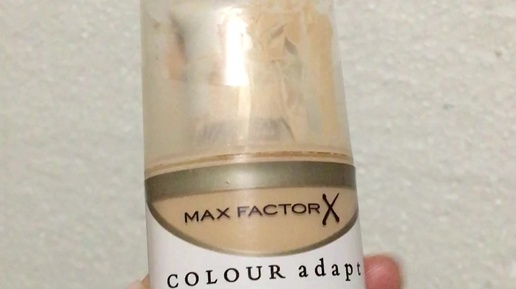 MAX FACTOR X
COLOUR adapt